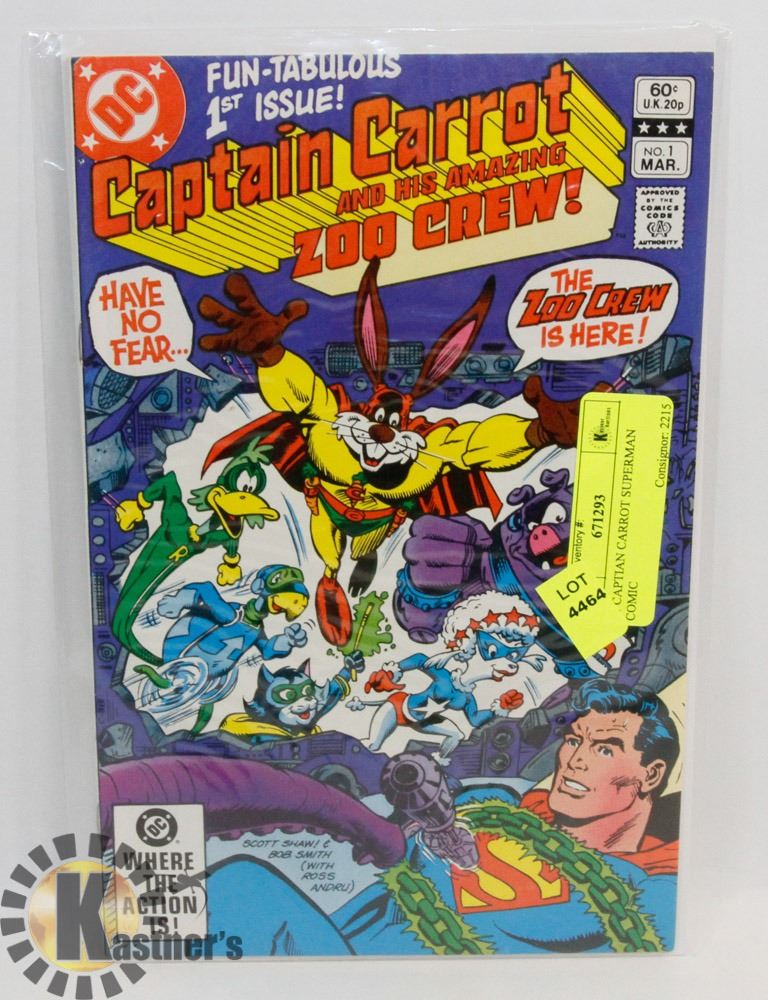 DC
FUN-TABULOUS
1ST ISSUE!
60¢
U.K. 20p
NO. 1
MAR.
APPROVED
BY THE
COMICS
CODE
CA
AUTHORITY
Captain Carrot
AND HIS AMAZING
ZOO CREW!
HAVE
NO
FEAR...
THE
ZOO CREW
IS HERE!
ventory #:
671293
CAPTIAN CARROT SUPERMAN
COMIC
Consignor: 2215
LOT
4464
R
Z
S
SCOTT SHAW! &
BOB SMITH
(WITH
ROSS
ANDRU)
DC
WHERE
THE
ACTION
IS!
Kastner's